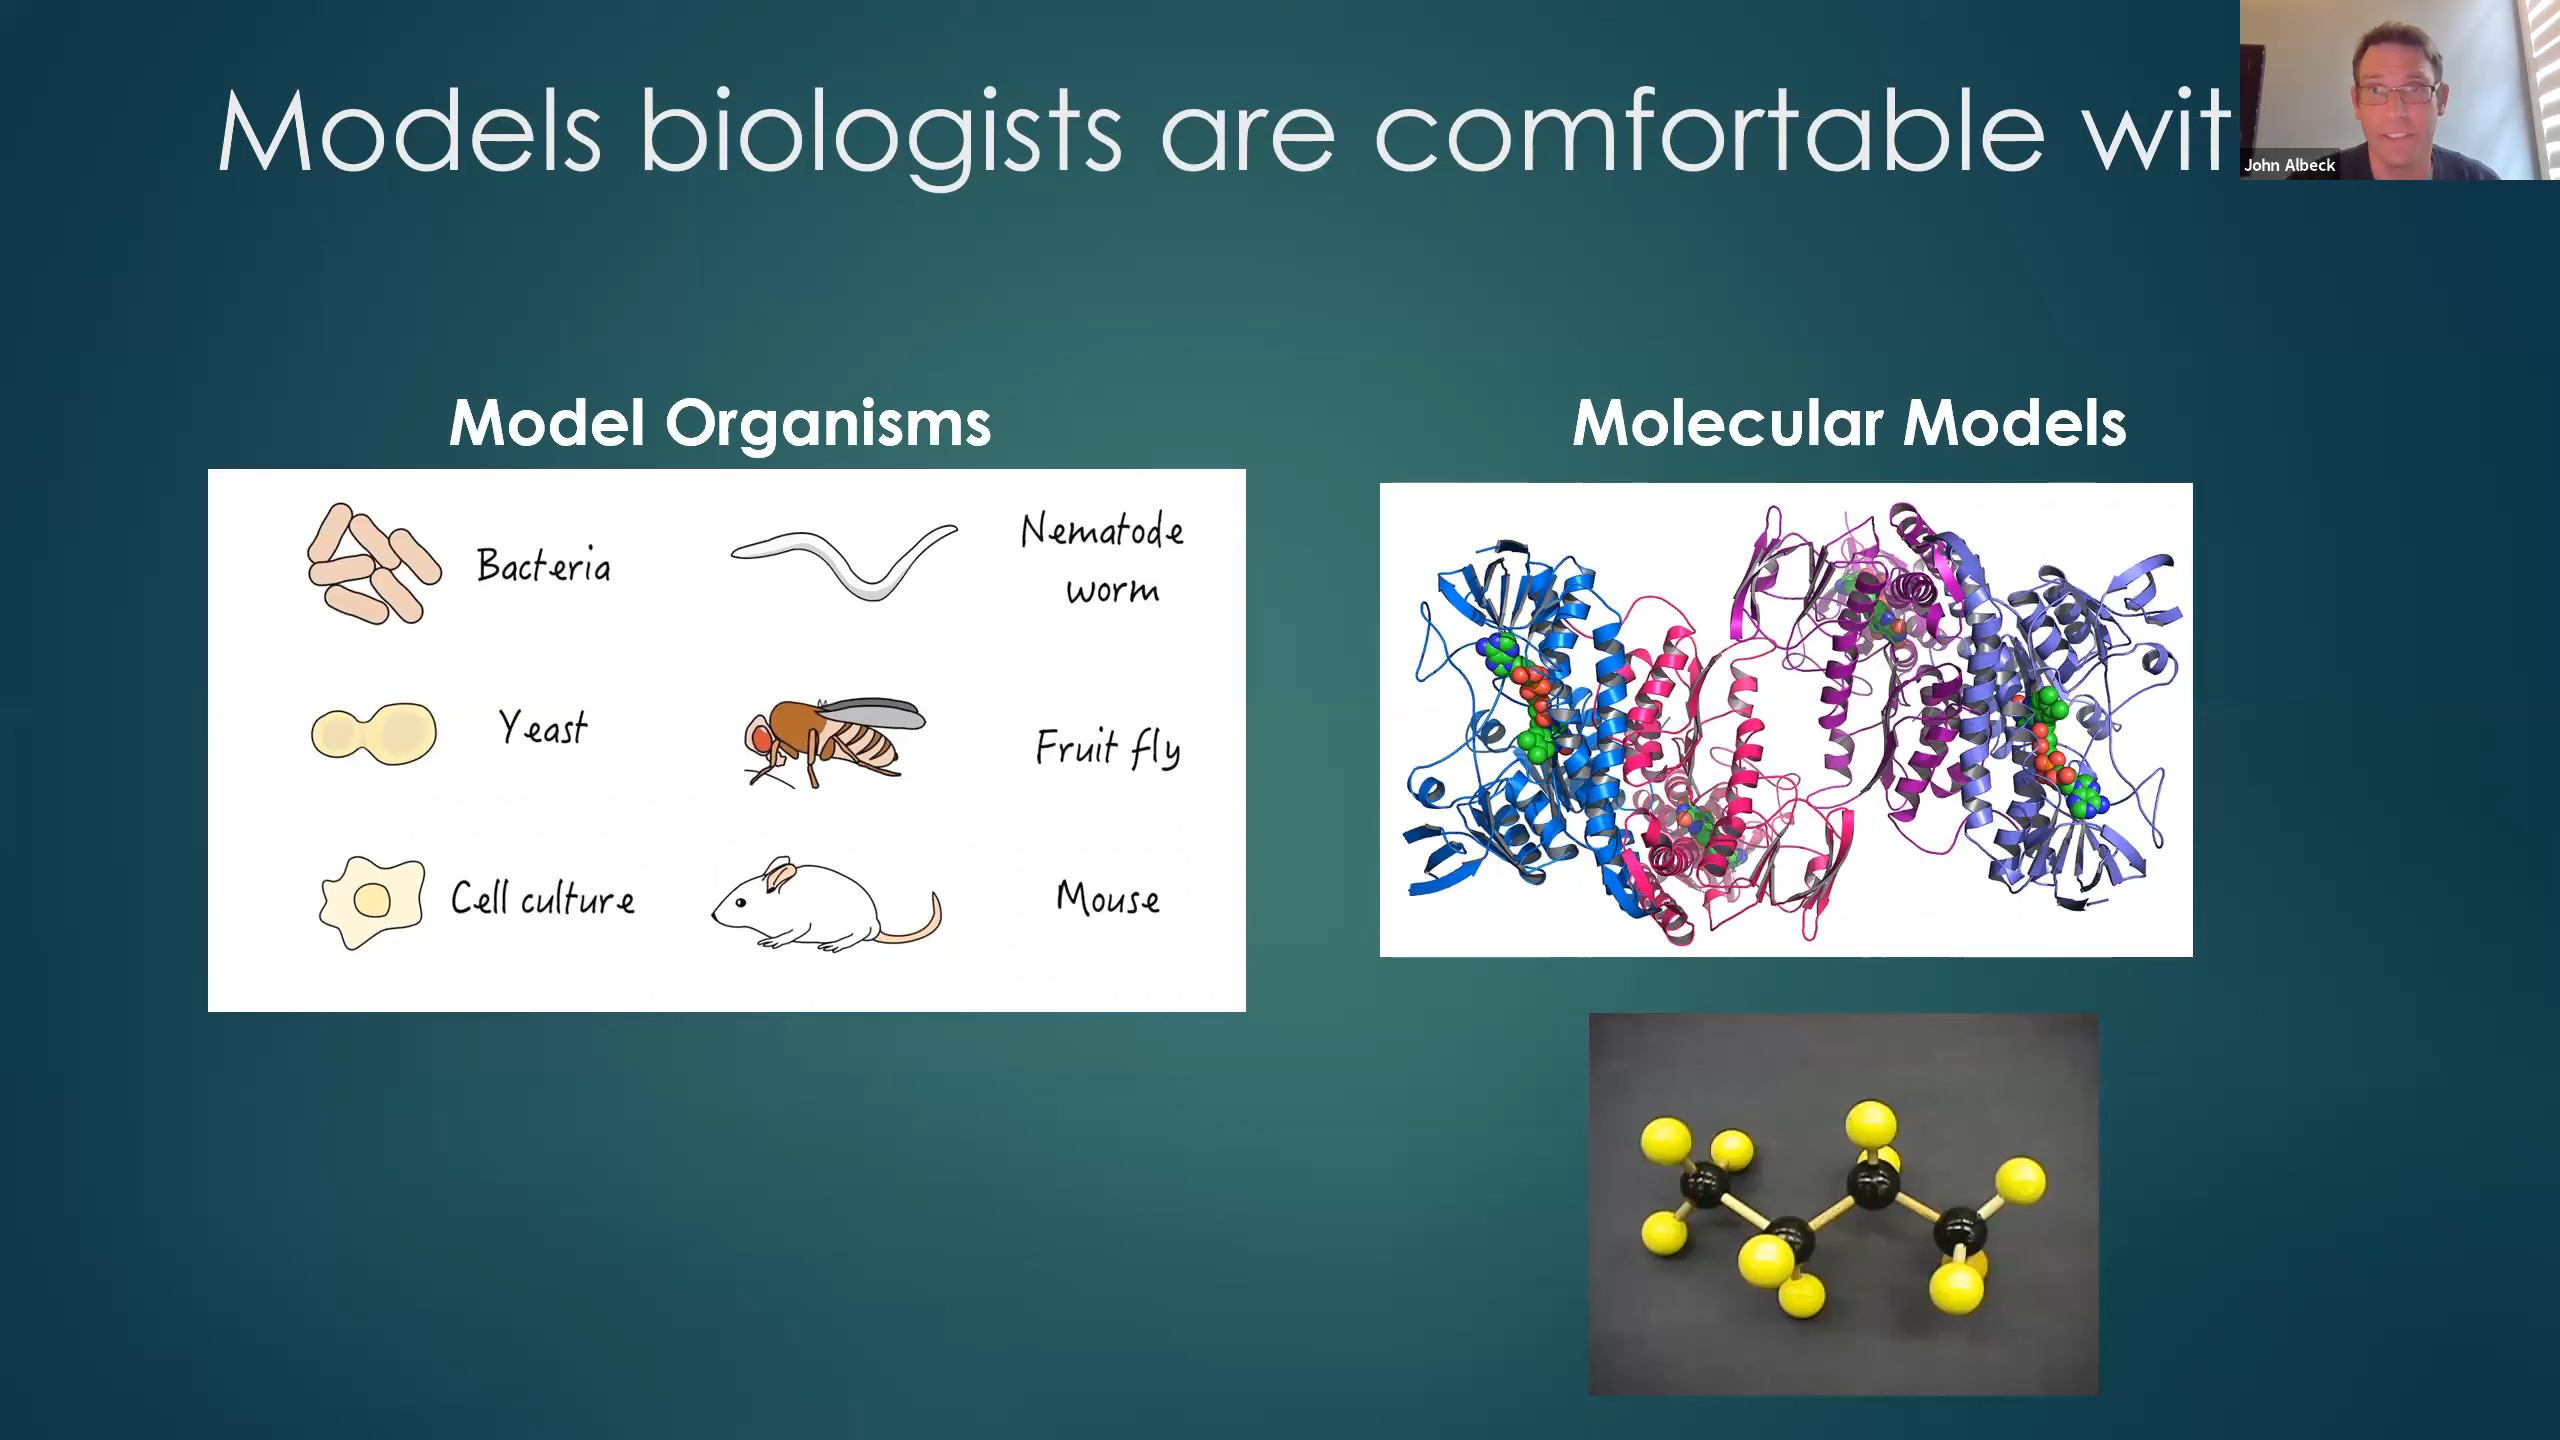 Models biologists are comfortable wit
John Albeck
Model Organisms
Bacteria
Nematode
worm
Yeast
Fruit fly
Cell culture
Mouse
Molecular Models